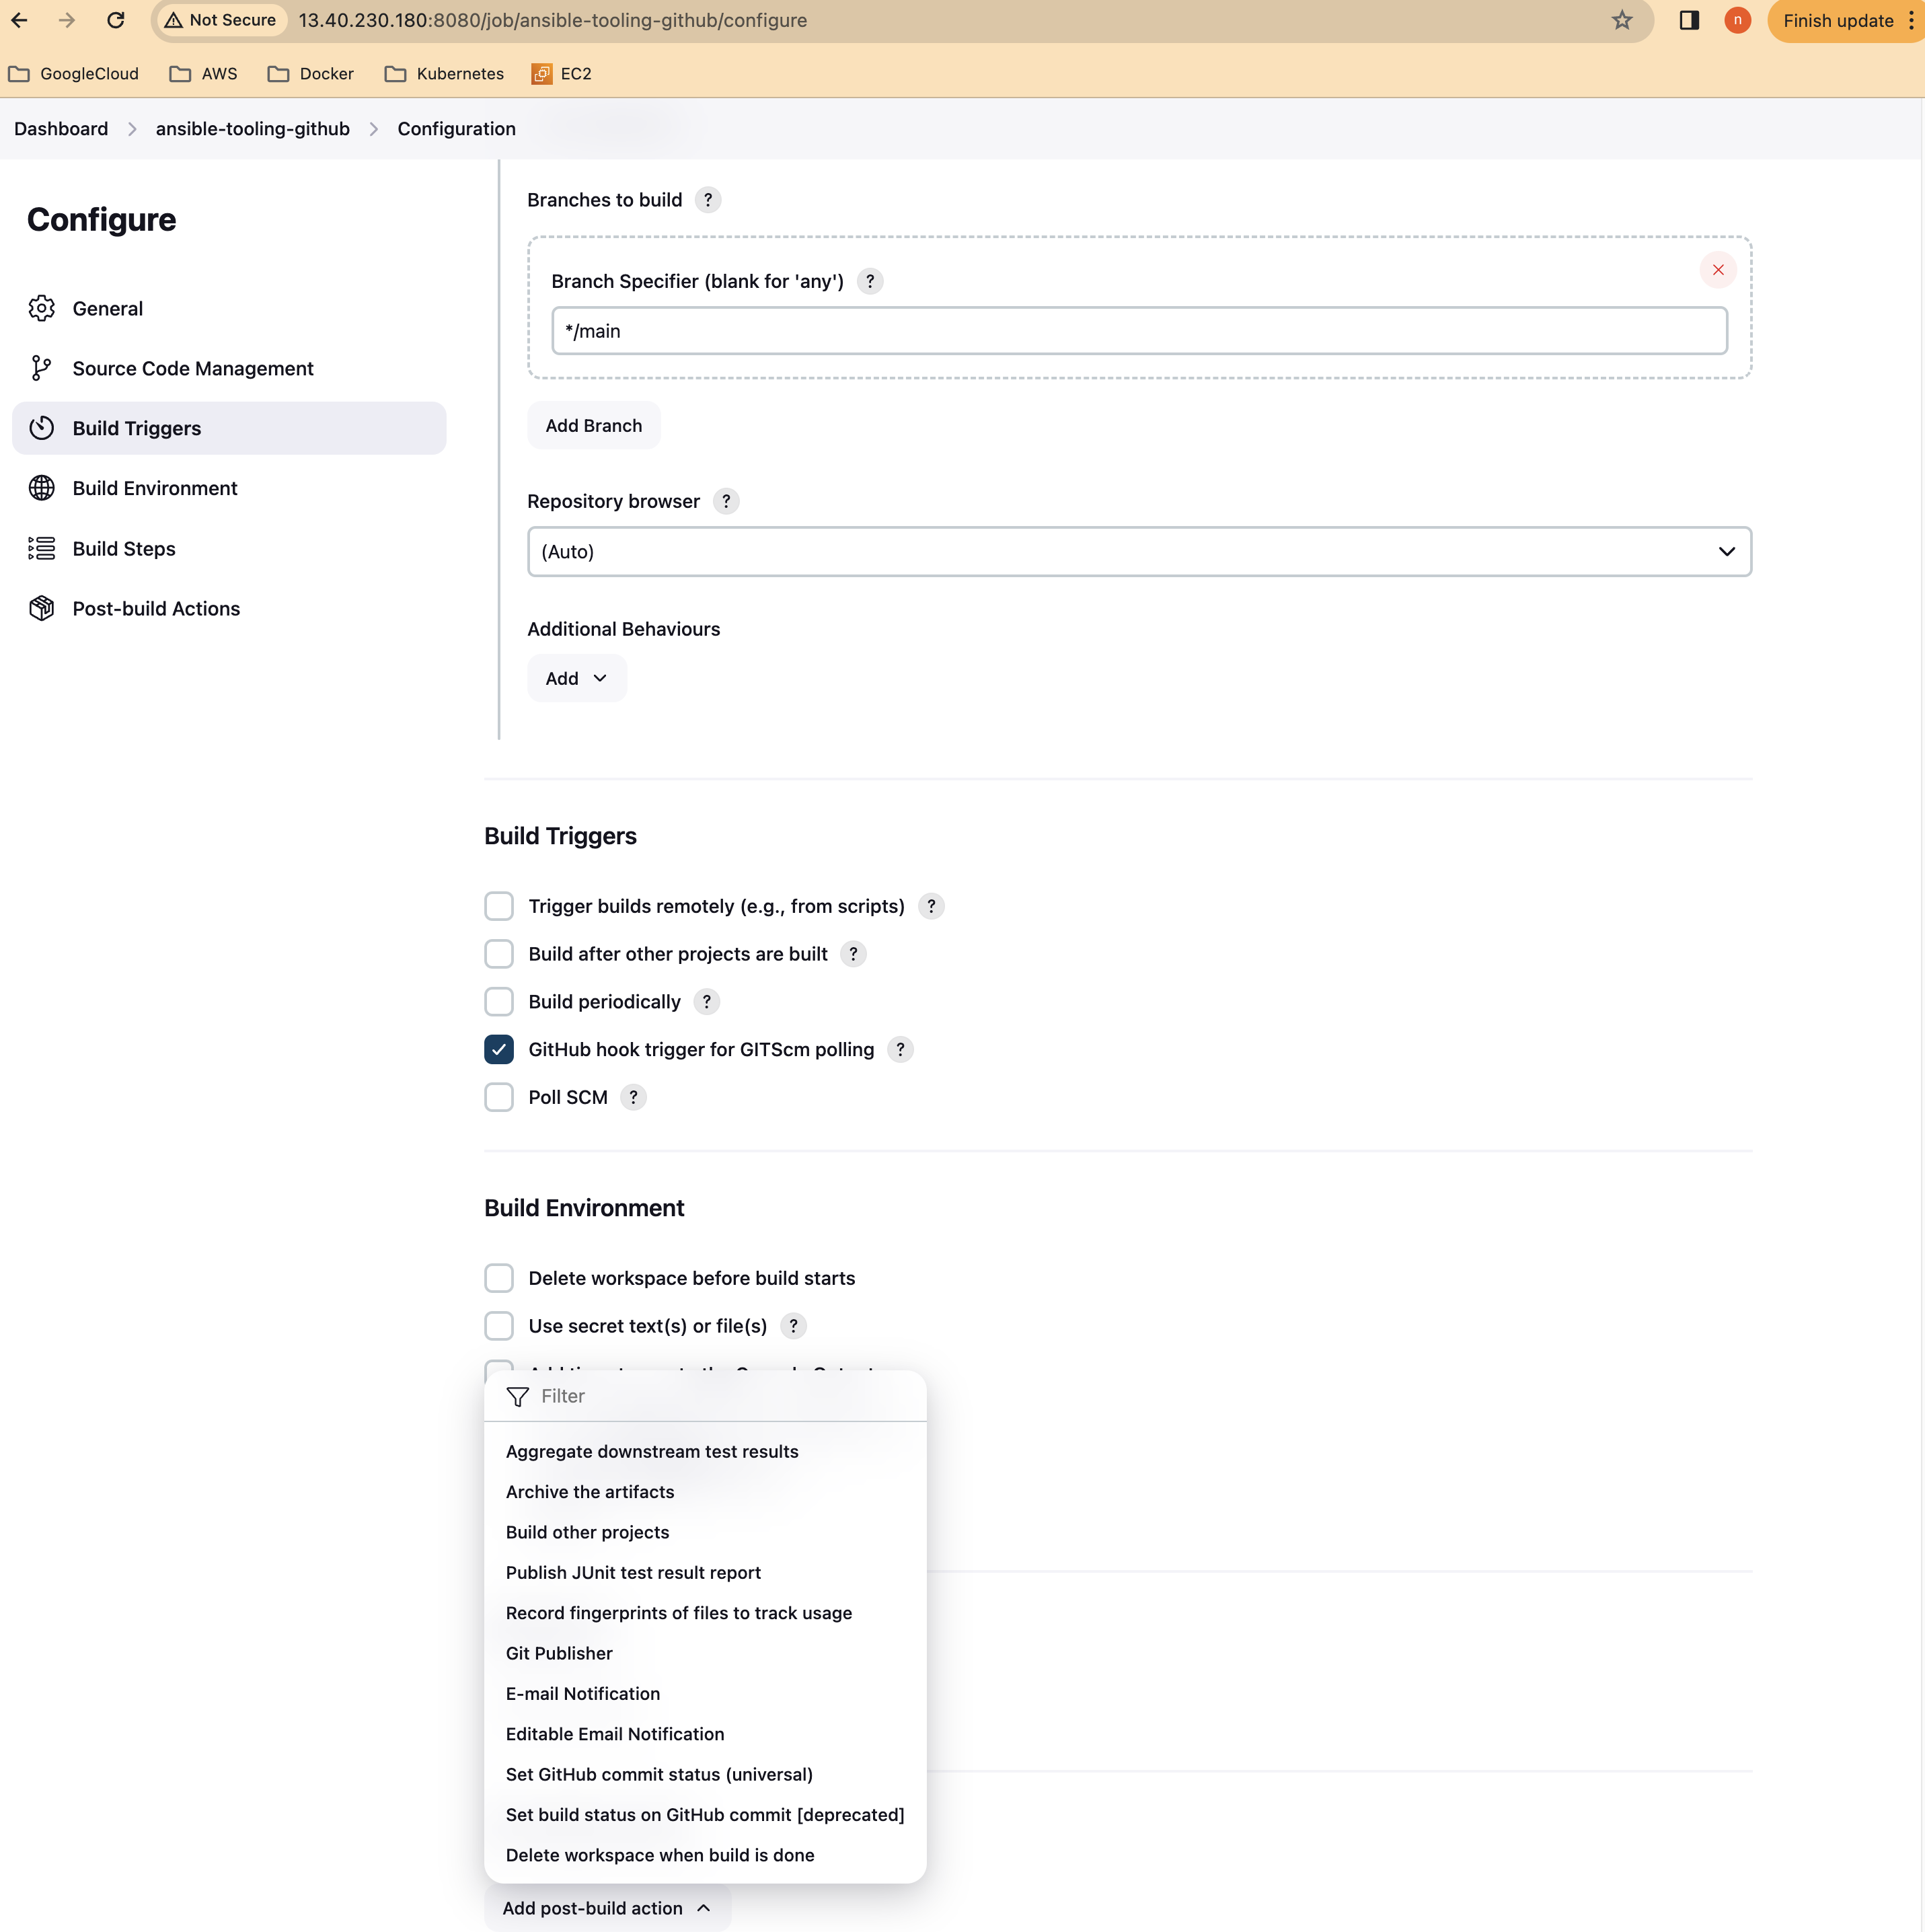 Not Secure 13.40.230.180:8080/job/ansible-tooling-github/configure n Finish update
GoogleCloud AWS Docker Kubernetes EC2
Dashboard ansible-tooling-github Configuration
Configure
General
Source Code Management
Build Triggers
Build Environment
Build Steps
Post-build Actions
Branches to build ?
Branch Specifier (blank for 'any') ?
*/main
Add Branch
Repository browser ?
(Auto)
Additional Behaviours
Add
Build Triggers
Trigger builds remotely (e.g., from scripts) ?
Build after other projects are built ?
Build periodically ?
GitHub hook trigger for GITScm polling ?
Poll SCM ?
Build Environment
Delete workspace before build starts
Use secret text(s) or file(s) ?
Filter
Aggregate downstream test results
Archive the artifacts
Build other projects
Publish JUnit test result report
Record fingerprints of files to track usage
Git Publisher
E-mail Notification
Editable Email Notification
Set GitHub commit status (universal)
Set build status on GitHub commit [deprecated]
Delete workspace when build is done
Add post-build action